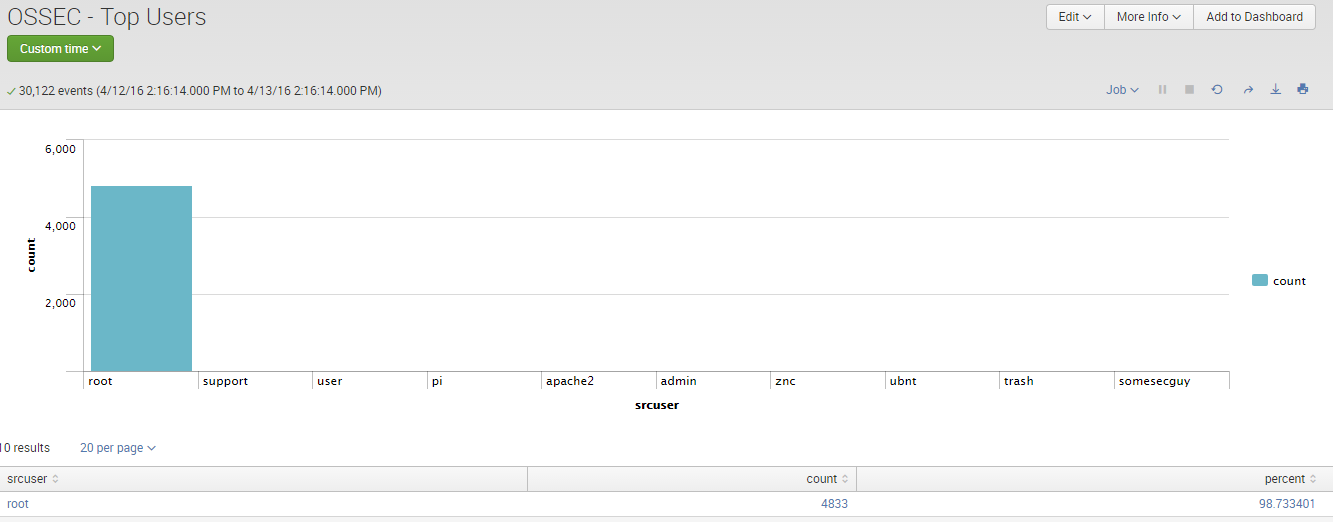 OSSEC - Top Users
Edit More Info Add to Dashboard
Custom time
30,122 events (4/12/16 2:16:14.000 PM to 4/13/16 2:16:14.000 PM)
Job
6,000
4,000
2,000
count
count
root support user pi apache2 admin znc ubnt trash somesecguy
srcuser
10 results 20 per page
srcuser count percent
root 4833 98.733401